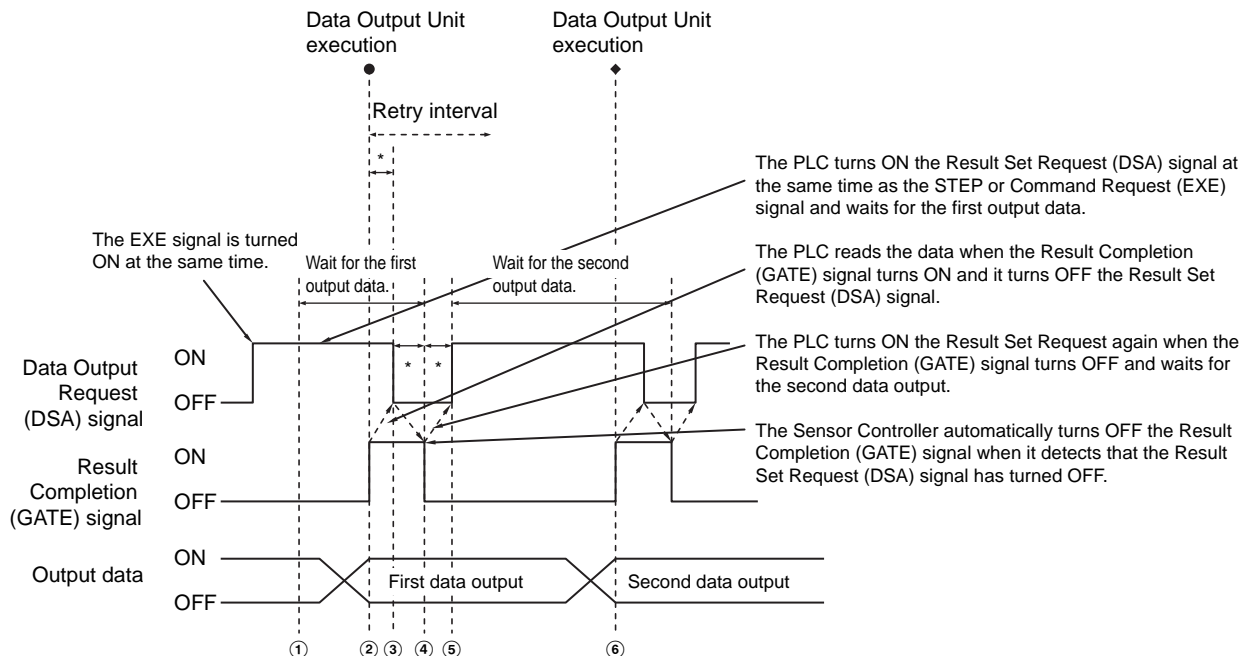 Data Output Unit
execution
Data Output Unit
execution
Retry interval
*
The PLC turns ON the Result Set Request (DSA) signal at
the same time as the STEP or Command Request (EXE)
signal and waits for the first output data.
The EXE signal is turned
ON at the same time.
Wait for the first
output data.
Wait for the second
output data.
The PLC reads the data when the Result Completion
(GATE) signal turns ON and it turns OFF the Result Set
Request (DSA) signal.
Data Output
Request
(DSA) signal
ON
OFF
*
*
The PLC turns ON the Result Set Request again when the
Result Completion (GATE) signal turns OFF and waits for
the second data output.
Result
Completion
(GATE) signal
ON
OFF
The Sensor Controller automatically turns OFF the Result
Completion (GATE) signal when it detects that the Result
Set Request (DSA) signal has turned OFF.
Output data
ON
OFF
First data output
Second data output
① ② ③ ④ ⑤ ⑥